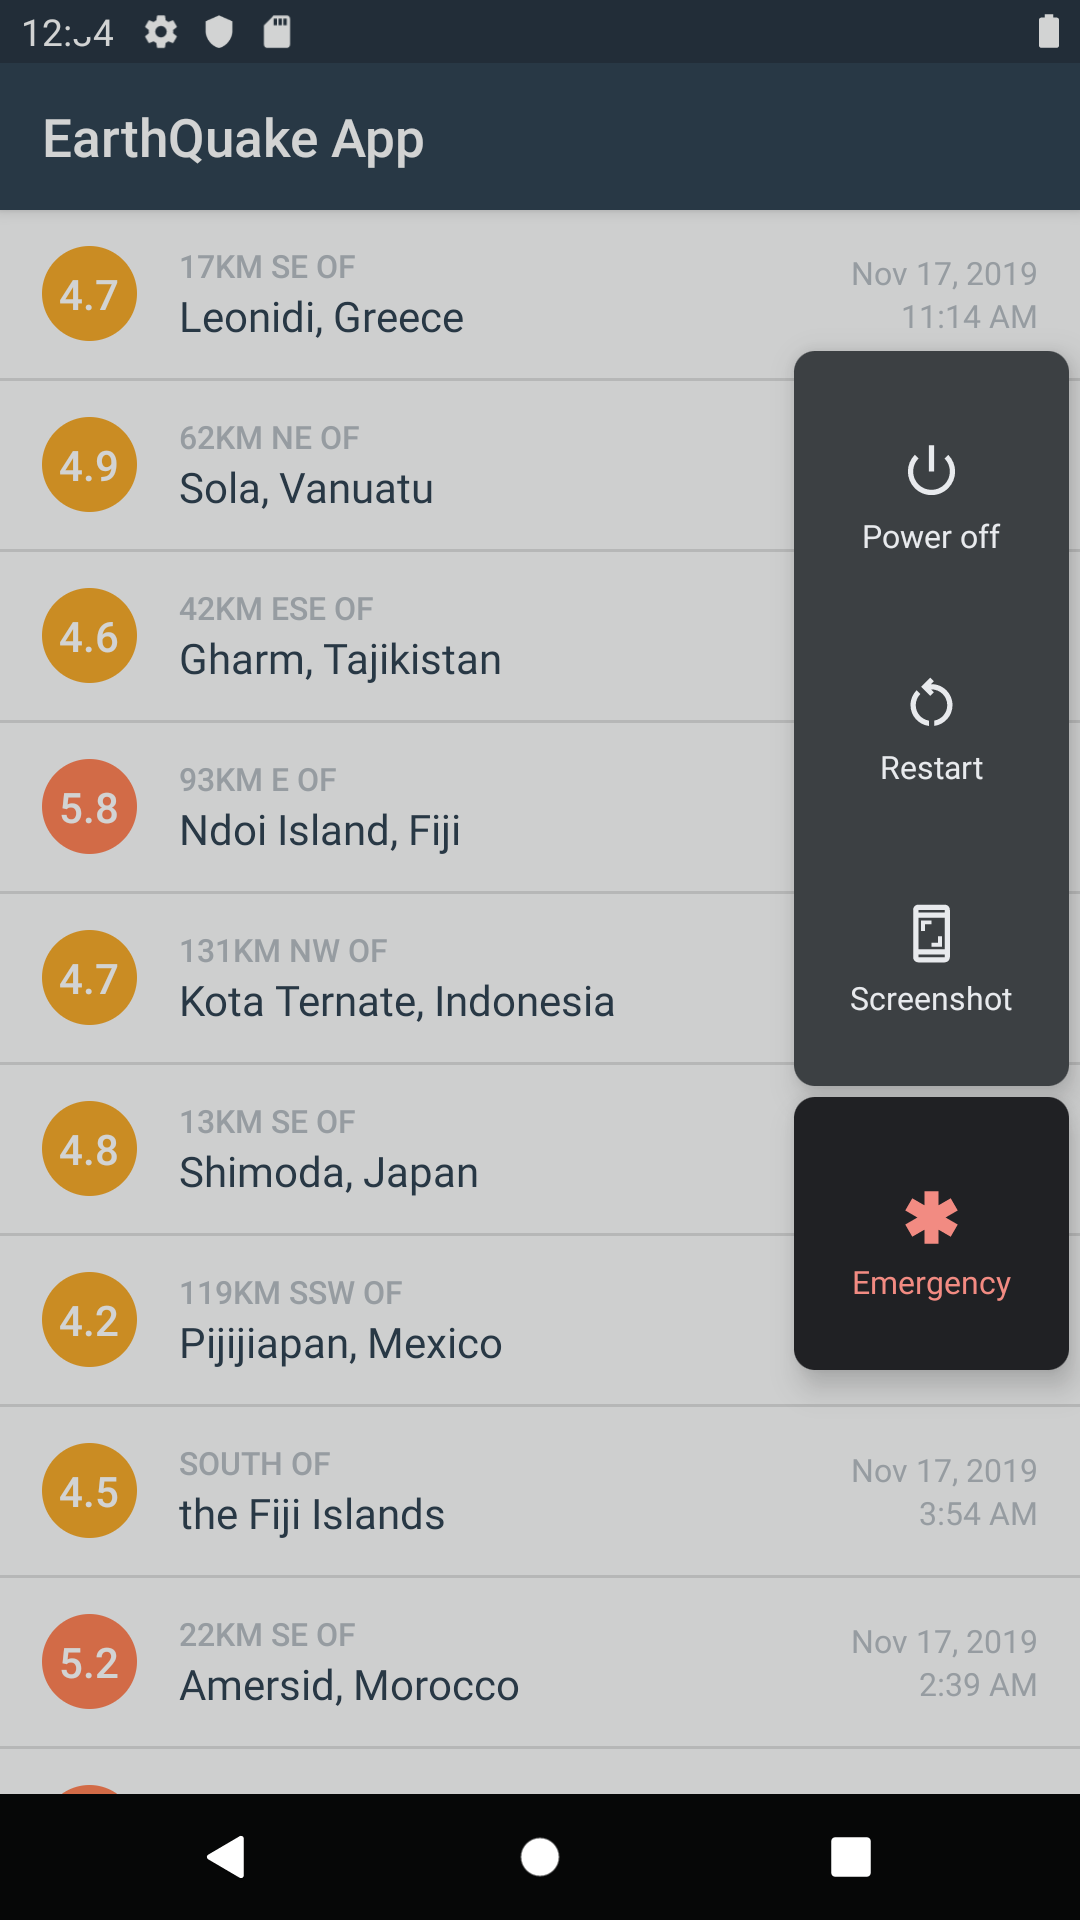 EarthQuake App
4.7
17KM SE OF
Leonidi, Greece
Nov 17, 2019
11:14 AM
4.9
62KM NE OF
Sola, Vanuatu
4.6
42KM ESE OF
Gharm, Tajikistan
5.8
93KM E OF
Ndoi Island, Fiji
4.7
131KM NW OF
Kota Ternate, Indonesia
4.8
13KM SE OF
Shimoda, Japan
4.2
119KM SSW OF
Pijijiapan, Mexico
Power off
Restart
Screenshot
Emergency
4.5
SOUTH OF
the Fiji Islands
Nov 17, 2019
3:54 AM
5.2
22KM SE OF
Amersid, Morocco
Nov 17, 2019
2:39 AM